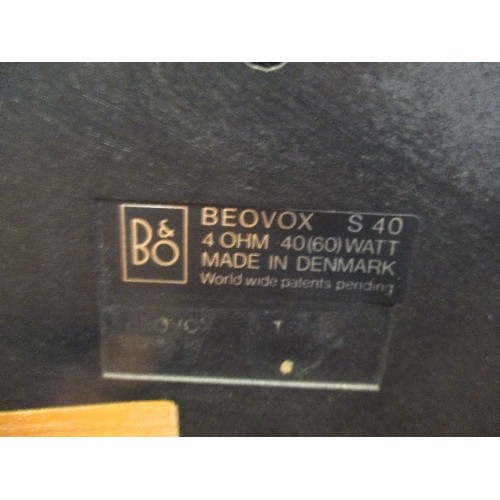 B&O
BEOVOX S 40
4 OHM 40(60) WATT
MADE IN DENMARK
World wide patents pending